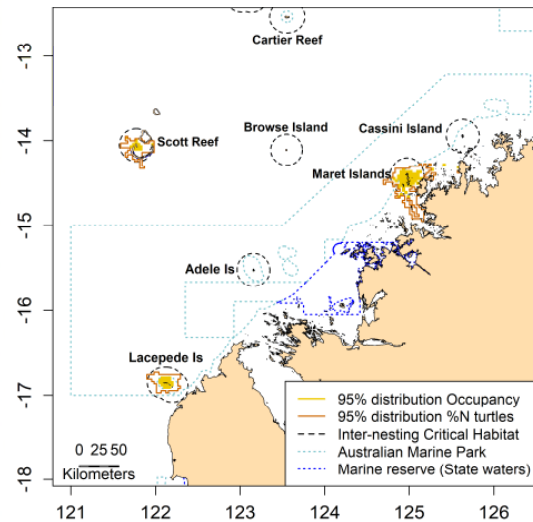 -13
-14
-15
-16
-17
-18
Cartier Reef
Browse Island
Cassini Island
Scott Reef
Maret Islands
Adele Is
Lacepede Is
95% distribution Occupancy
95% distribution %N turtles
Inter-nesting Critical Habitat
Australian Marine Park
Marine reserve (State waters)
0 25 50
Kilometers
121 122 123 124 125 126